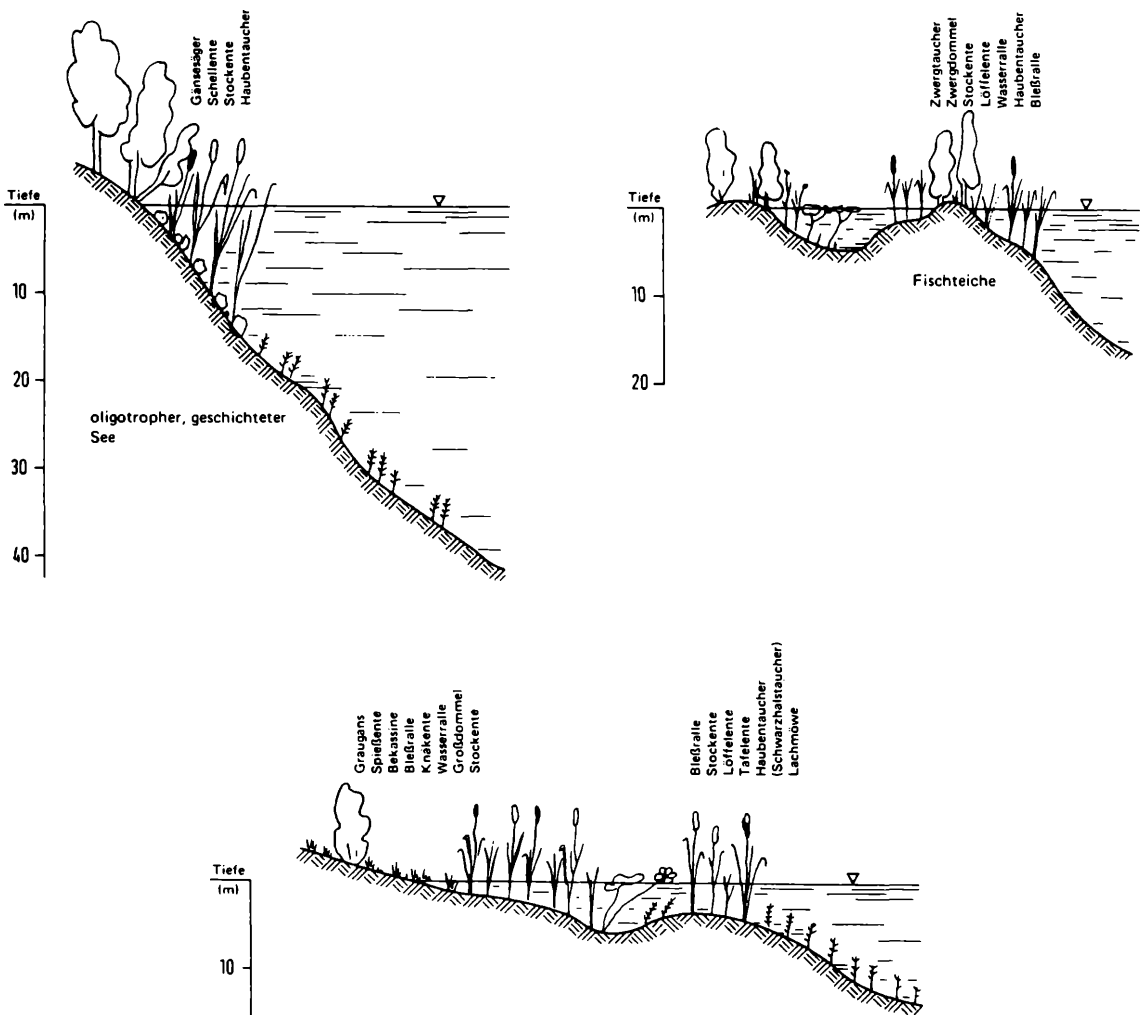 Gänsesäger
Schellente
Stockente
Haubentaucher
Tiefe
(m)
10
20
30
40
oligotropher, geschichteter
See
Zwergtaucher
Zwergdommel
Stockente
Löffelente
Wasserralle
Haubentaucher
Bleßralle
Tiefe
(m)
10
20
Fischteiche
Graugans
Spießente
Bekassine
Bleßralle
Knäkente
Wasserralle
Großdommel
Stockente
Bleßralle
Stockente
Löffelente
Tafelente
Haubentaucher
(Schwarzhalstaucher)
Lachmöwe
Tiefe
(m)
10